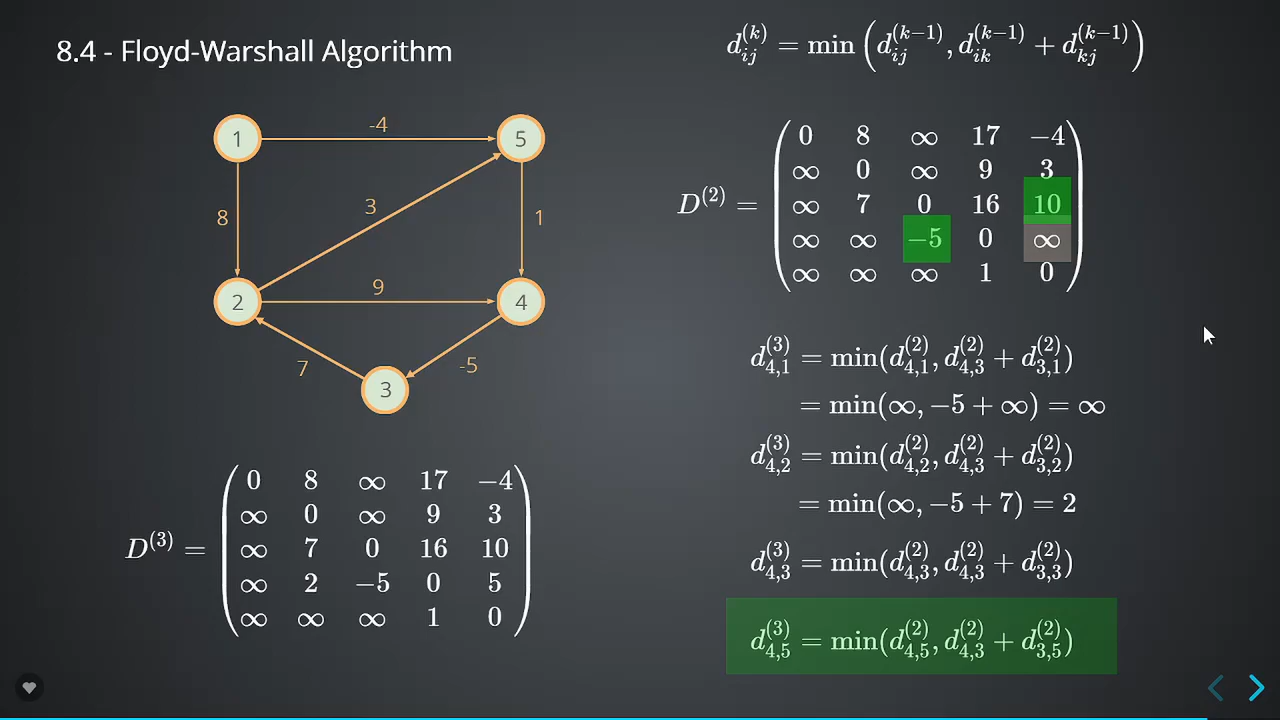 8.4 - Floyd-Warshall Algorithm
d_{ij}^{(k)} = min ( d_{ij}^{(k-1)}, d_{ik}^{(k-1)} + d_{kj}^{(k-1)} )
1
-4
5
8
3
1
2
9
4
7
-5
3
D^{(2)} =
0 8 ∞ 17 −4
∞ 0 ∞ 9 3
∞ 7 0 16 10
∞ ∞ −5 0 ∞
∞ ∞ ∞ 1 0
d_{4,1}^{(3)} = min(d_{4,1}^{(2)}, d_{4,3}^{(2)} + d_{3,1}^{(2)})
= min(∞, −5 + ∞) = ∞
d_{4,2}^{(3)} = min(d_{4,2}^{(2)}, d_{4,3}^{(2)} + d_{3,2}^{(2)})
= min(∞, −5 + 7) = 2
d_{4,3}^{(3)} = min(d_{4,3}^{(2)}, d_{4,3}^{(2)} + d_{3,3}^{(2)})
d_{4,5}^{(3)} = min(d_{4,5}^{(2)}, d_{4,3}^{(2)} + d_{3,5}^{(2)})
D^{(3)} =
0 8 ∞ 17 −4
∞ 0 ∞ 9 3
∞ 7 0 16 10
∞ 2 −5 0 5
∞ ∞ ∞ 1 0